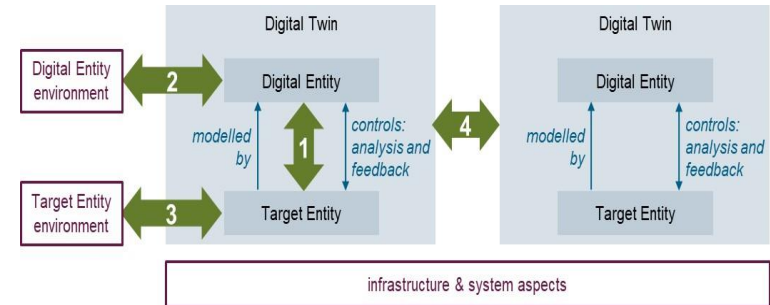 Digital Twin
Digital Twin
Digital Entity
environment
2
Digital Entity
Digital Entity
modelled
by
1
controls:
analysis and
feedback
4
modelled
by
controls:
analysis and
feedback
Target Entity
environment
3
Target Entity
Target Entity
infrastructure & system aspects